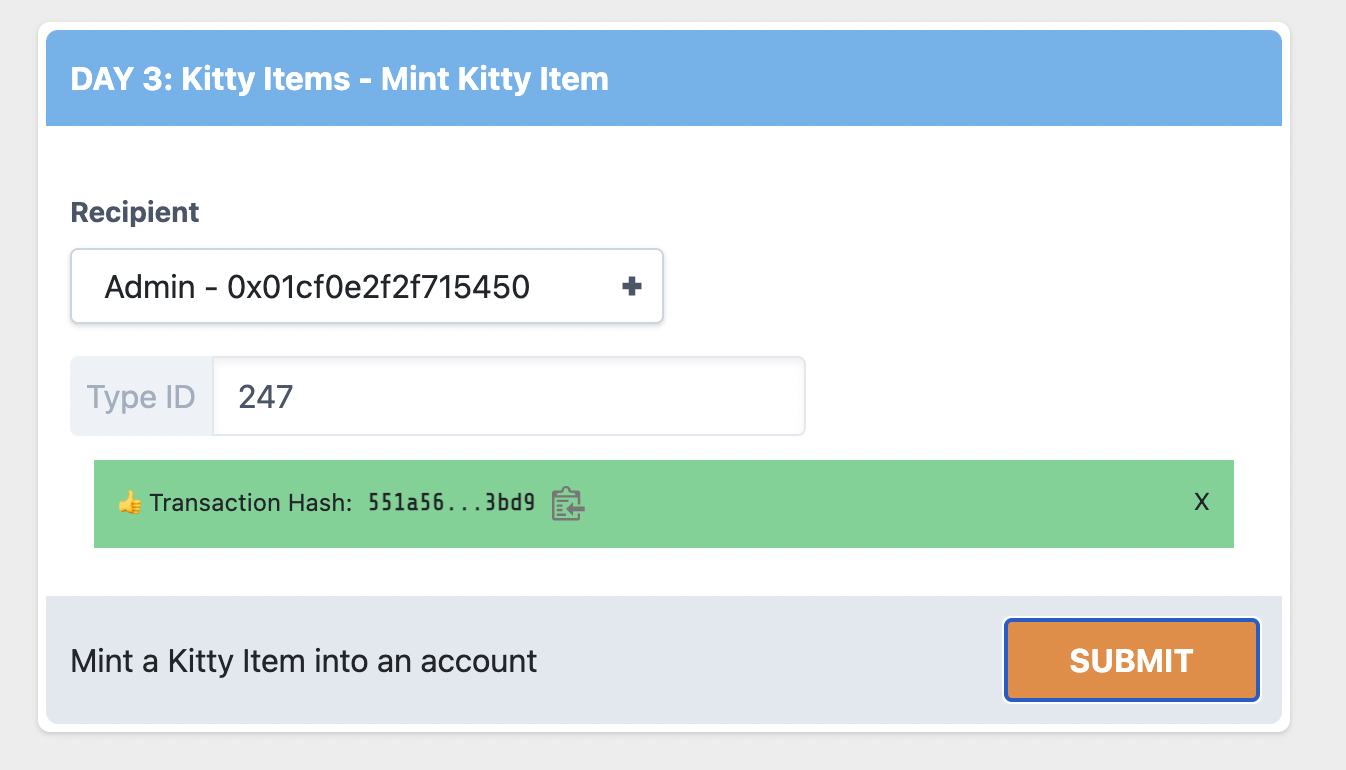 DAY 3: Kitty Items - Mint Kitty Item
Recipient
Admin - 0x01cf0e2f2f715450
Type ID 247
👍 Transaction Hash: 551a56...3bd9 X
Mint a Kitty Item into an account SUBMIT